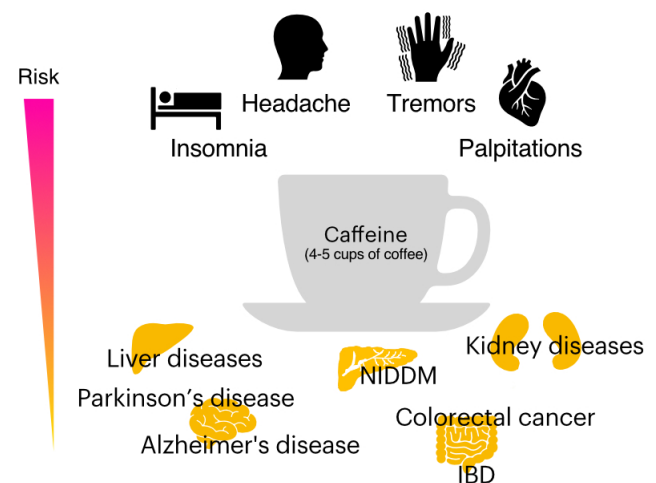 Risk
Headache
Tremors
Insomnia
Palpitations
Caffeine
(4-5 cups of coffee)
Liver diseases
NIDDM
Kidney diseases
Parkinson’s disease
Colorectal cancer
Alzheimer's disease
IBD